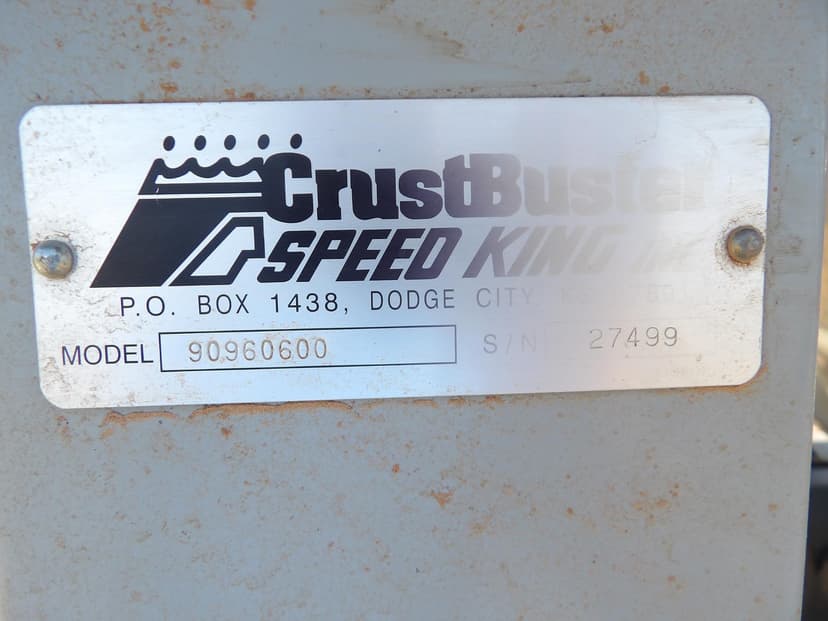 CrustBuster
SPEED KING
P.O. BOX 1438, DODGE CITY,
MODEL 90960600 S/N 27499